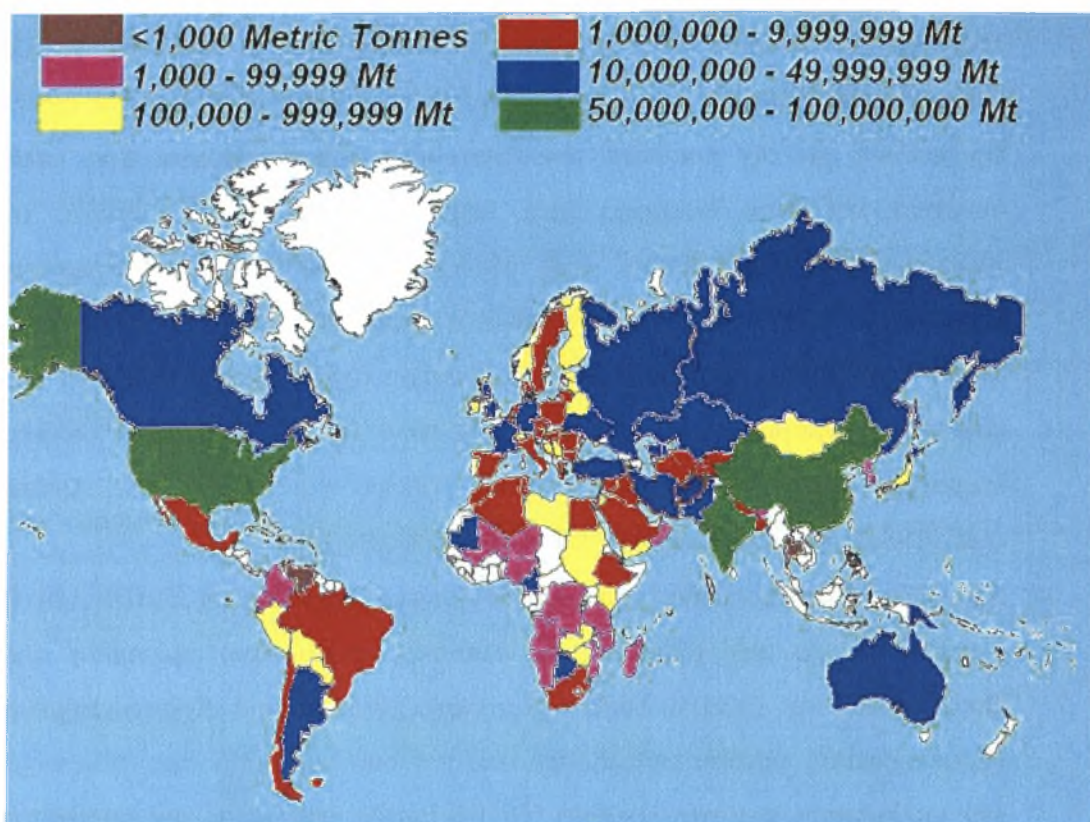 <1,000 Metric Tonnes
1,000 - 99,999 Mt
100,000 - 999,999 Mt
1,000,000 - 9,999,999 Mt
10,000,000 - 49,999,999 Mt
50,000,000 - 100,000,000 Mt